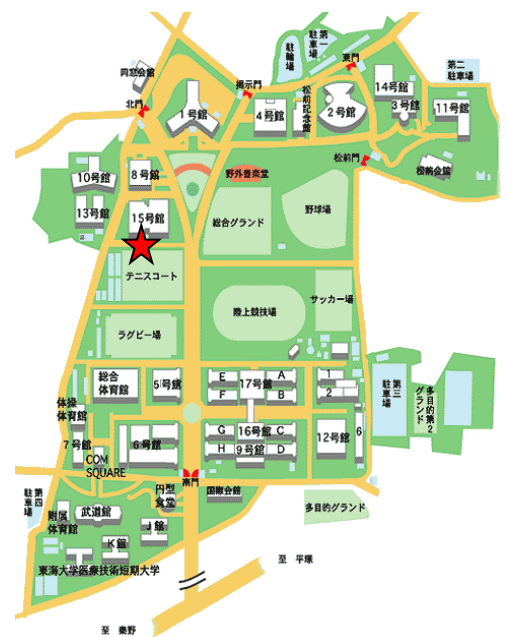 同窓会館
北門
掲示門
駐輪場
第一
駐車場
東門
第二
駐車場
1号館
4号館
松前記念館
2号館
14号館
3号館
11号館
松前門
松前会館
10号館
8号館
野外音楽堂
13号館
15号館
総合グランド
野球場
テニスコート
陸上競技場
サッカー場
ラグビー場
総合
体育館
5号館
E
A
17号館
F
B
1
2
第三
駐車場
多目的第2
グランド
体操
体育館
7号館
COM
SQUARE
6号館
G
16号館
C
H
9号館
D
12号館
6
南門
第四
駐車場
円型
食堂
国際会館
多目的グランド
附属
体育館
武道館
J館
K館
東海大学医療技術短期大学
至 平塚
至 秦野